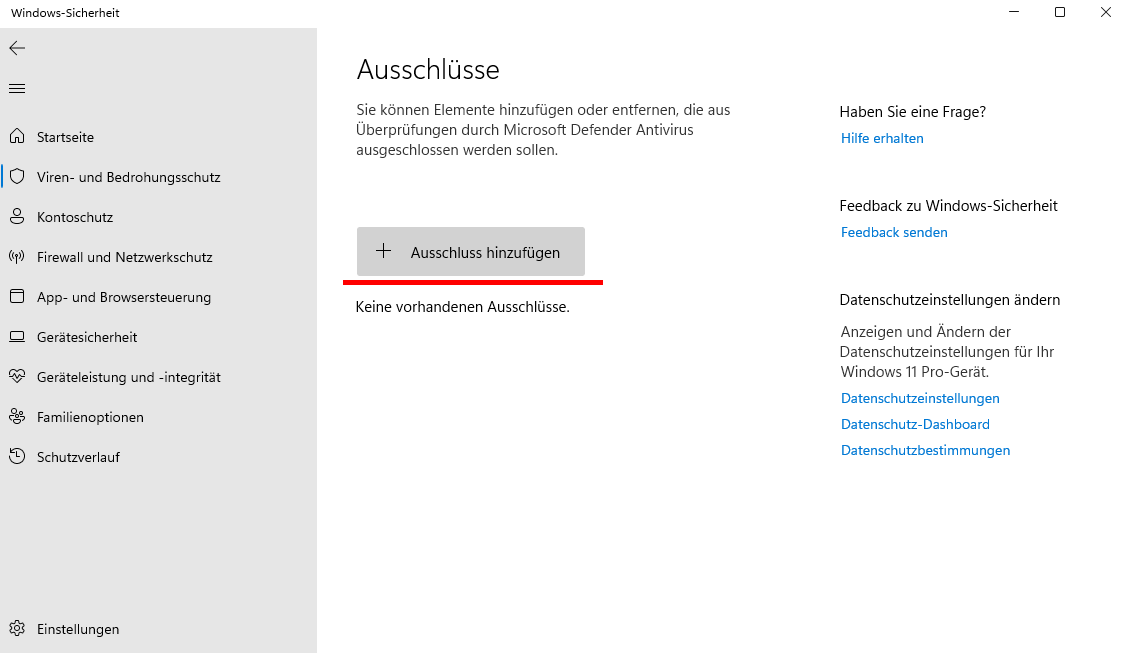 Windows-Sicherheit
Startseite
Viren- und Bedrohungsschutz
Kontoschutz
Firewall und Netzwerkschutz
App- und Browsersteuerung
Gerätesicherheit
Geräteleistung und -integrität
Familienoptionen
Schutzverlauf
Einstellungen
Ausschlüsse
Sie können Elemente hinzufügen oder entfernen, die aus
Überprüfungen durch Microsoft Defender Antivirus
ausgeschlossen werden sollen.
Ausschluss hinzufügen
Keine vorhandenen Ausschlüsse.
Haben Sie eine Frage?
Hilfe erhalten
Feedback zu Windows-Sicherheit
Feedback senden
Datenschutzeinstellungen ändern
Anzeigen und Ändern der
Datenschutzeinstellungen für Ihr
Windows 11 Pro-Gerät.
Datenschutzeinstellungen
Datenschutz-Dashboard
Datenschutzbestimmungen